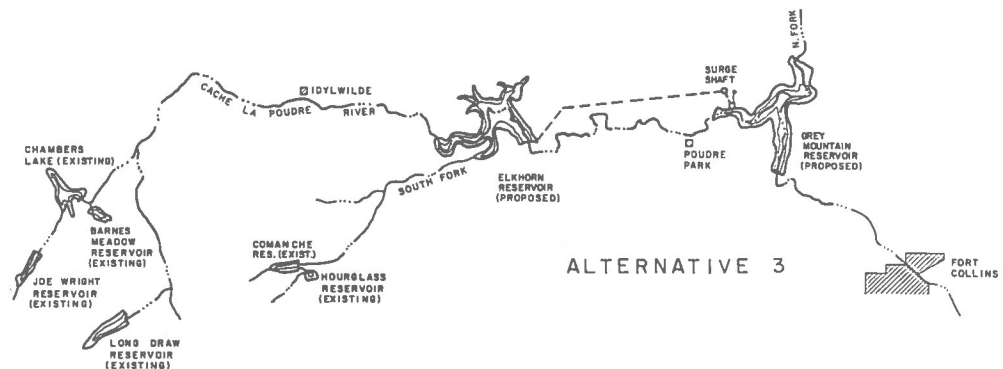 N. FORK
SURGE
SHAFT
IDYLWILDE
CACHE LA POUDRE RIVER
CHAMBERS
LAKE (EXISTING)
GREY
MOUNTAIN
RESERVOIR
(PROPOSED)
POUDRE
PARK
SOUTH FORK
ELKHORN
RESERVOIR
(PROPOSED)
BARNES
MEADOW
RESERVOIR
(EXISTING)
COMANCHE
RES. (EXIST.)
HOURGLASS
RESERVOIR
(EXISTING)
ALTERNATIVE 3
FORT
COLLINS
JOE WRIGHT
RESERVOIR
(EXISTING)
LONG DRAW
RESERVOIR
(EXISTING)